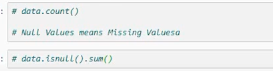 : # data.count()
# Null Values means Missing Valuesa
: # data.isnull().sum()